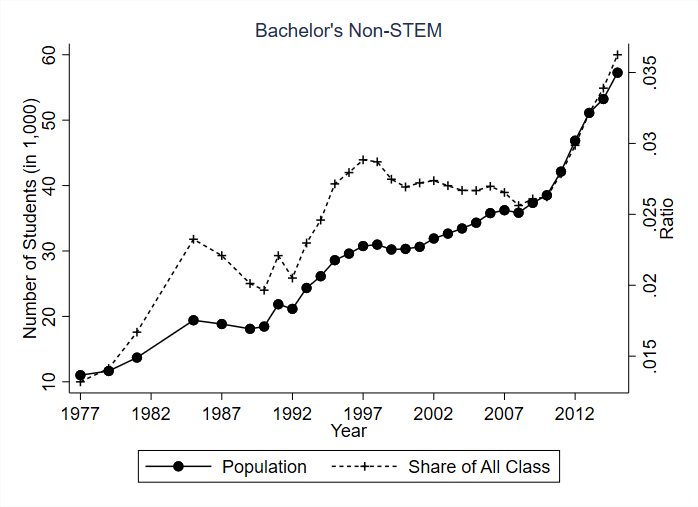 Bachelor's Non-STEM
Number of Students (in 1,000)
60
50
40
30
20
10
.035
.03
.025
.02
.015
Ratio
1977 1982 1987 1992 1997 2002 2007 2012
Year
Population Share of All Class